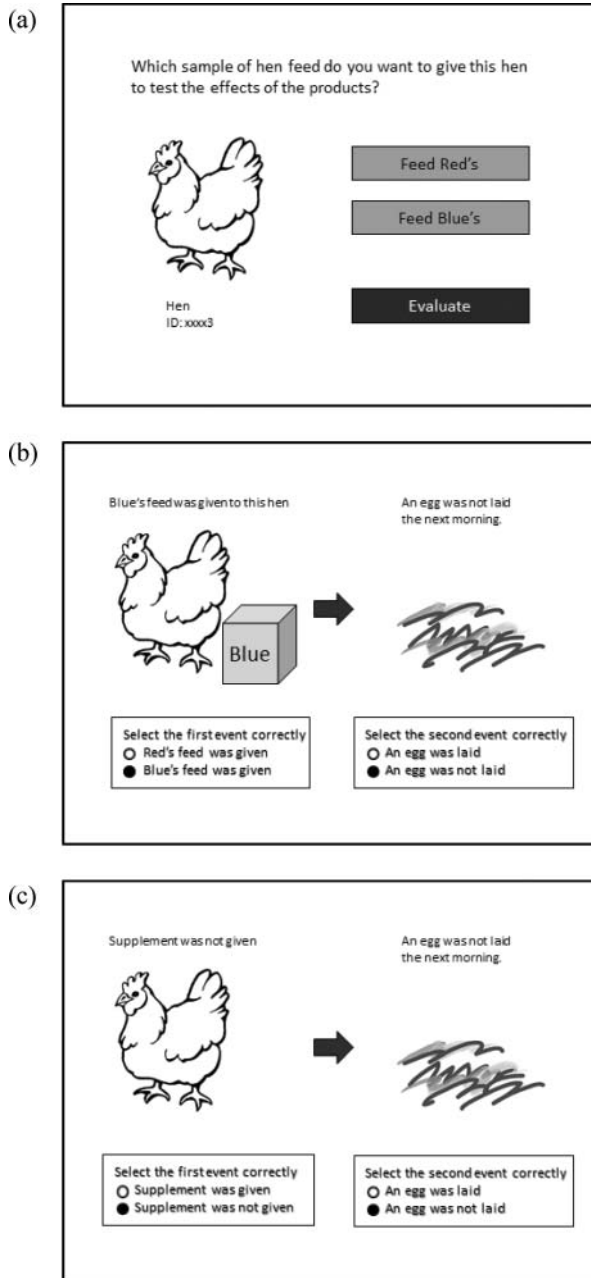 (a)
Which sample of hen feed do you want to give this hen
to test the effects of the products?
Feed Red's
Feed Blue's
Hen
ID: xxxx3
Evaluate
(b)
Blue's feed was given to this hen
An egg was not laid
the next morning.
Blue
Select the first event correctly
Red's feed was given
Blue's feed was given
Select the second event correctly
An egg was laid
An egg was not laid
(c)
Supplement was not given
An egg was not laid
the next morning.
Select the first event correctly
Supplement was given
Supplement was not given
Select the second event correctly
An egg was laid
An egg was not laid